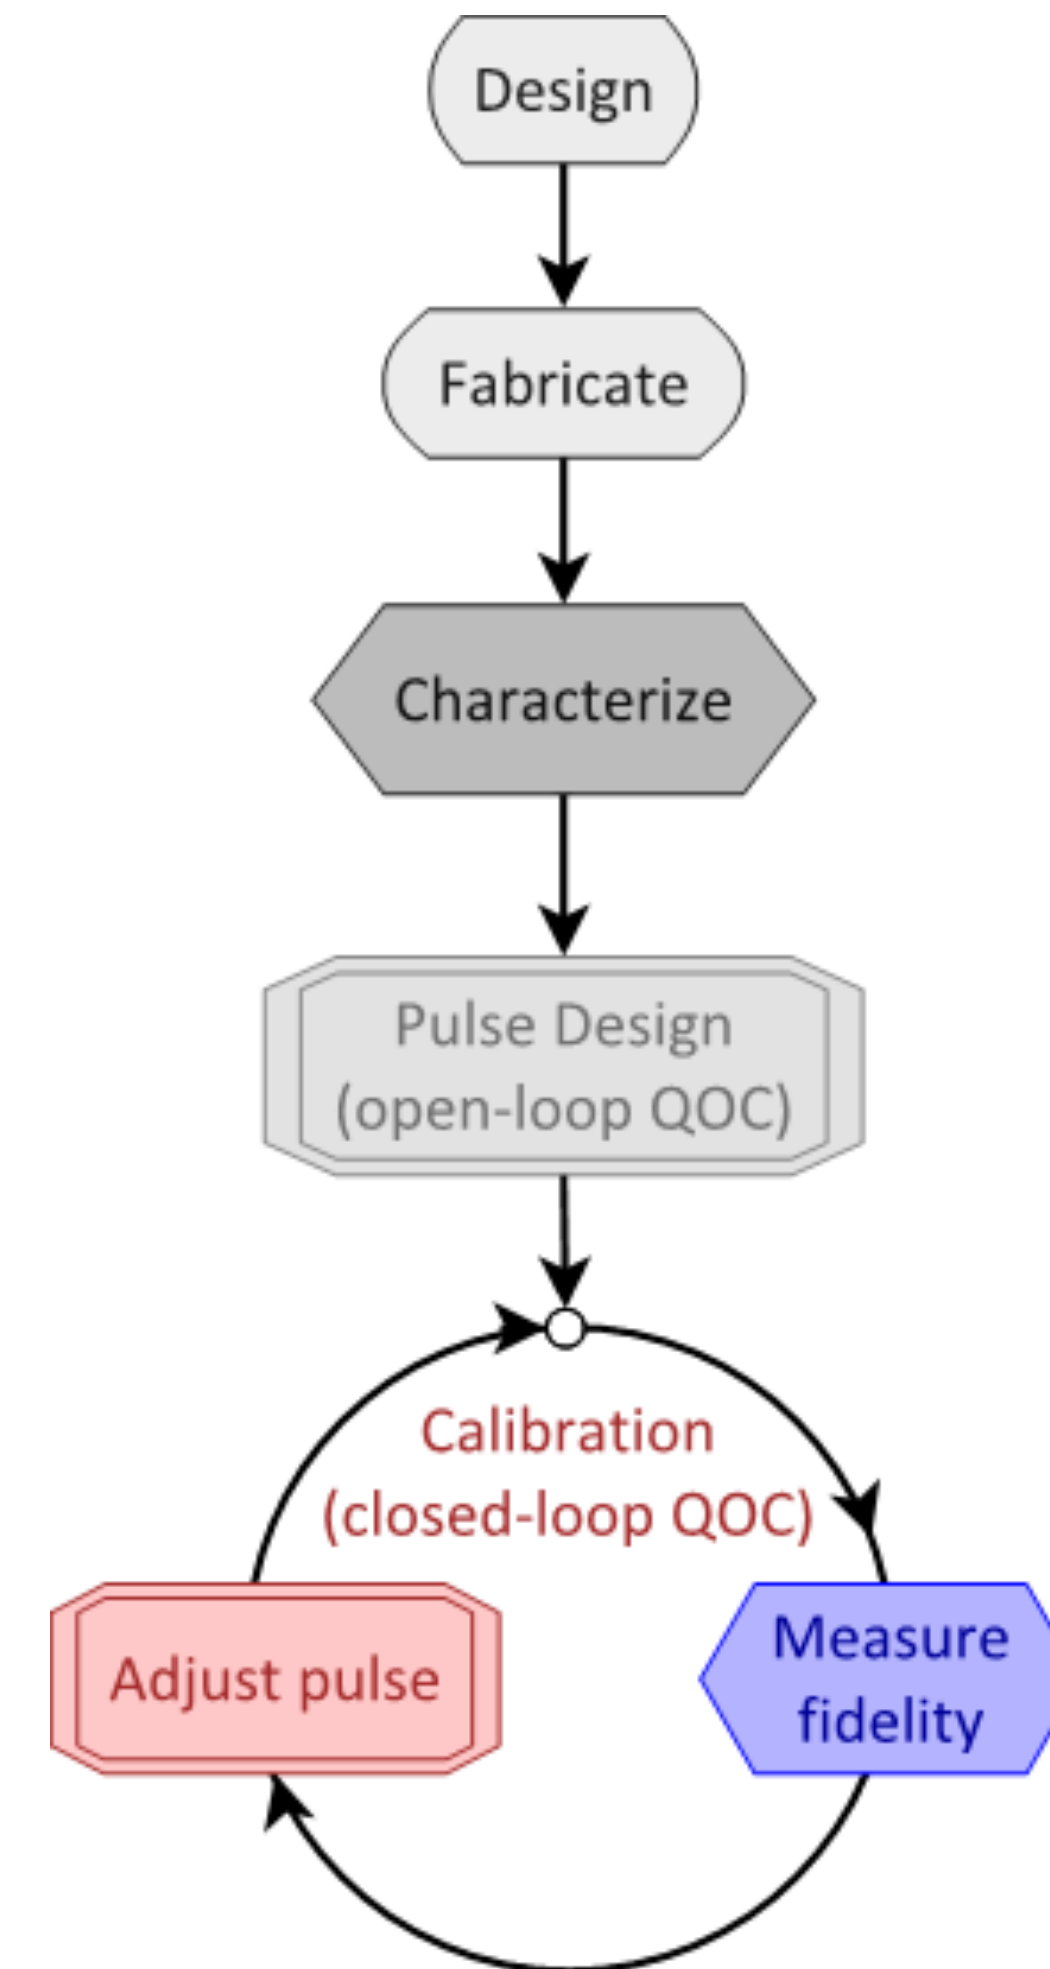 Design
Fabricate
Characterize
Pulse Design
(open-loop QOC)
Calibration
(closed-loop QOC)
Adjust pulse
Measure
fidelity